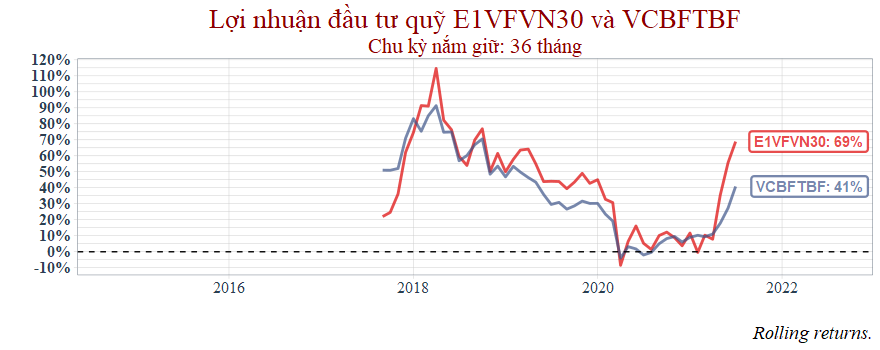 Lợi nhuận đầu tư quỹ E1VFVN30 và VCBFTBF
Chu kỳ nắm giữ: 36 tháng
120%
110%
100%
90%
80%
70%
60%
50%
40%
30%
20%
10%
0%
-10%
E1VFVN30: 69%
VCBFTBF: 41%
2016 2018 2020 2022
Rolling returns.